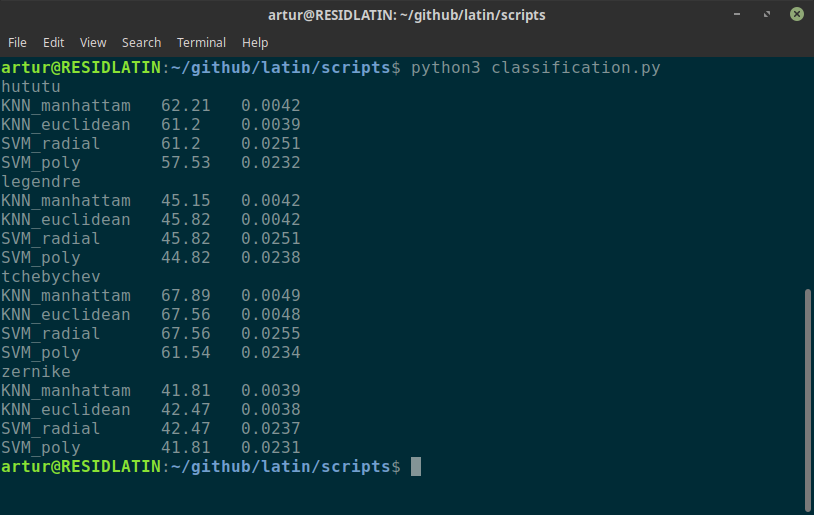 artur@RESIDLATIN: ~/github/latin/scripts
File Edit View Search Terminal Help
artur@RESIDLATIN:~/github/latin/scripts$ python3 classification.py
hututu
KNN_manhattam 62.21 0.0042
KNN_euclidean 61.2 0.0039
SVM_radial 61.2 0.0251
SVM_poly 57.53 0.0232
legendre
KNN_manhattam 45.15 0.0042
KNN_euclidean 45.82 0.0042
SVM_radial 45.82 0.0251
SVM_poly 44.82 0.0238
tchebychev
KNN_manhattam 67.89 0.0049
KNN_euclidean 67.56 0.0048
SVM_radial 67.56 0.0255
SVM_poly 61.54 0.0234
zernike
KNN_manhattam 41.81 0.0039
KNN_euclidean 42.47 0.0038
SVM_radial 42.47 0.0237
SVM_poly 41.81 0.0231
artur@RESIDLATIN:~/github/latin/scripts$